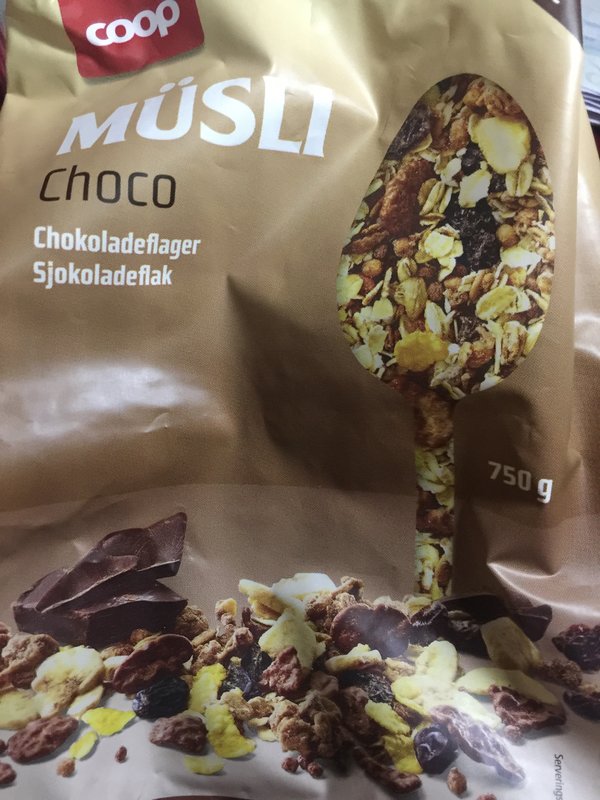 coop
MÜSLI
Choco
Chokoladeflager
Sjokoladeflak
750 g